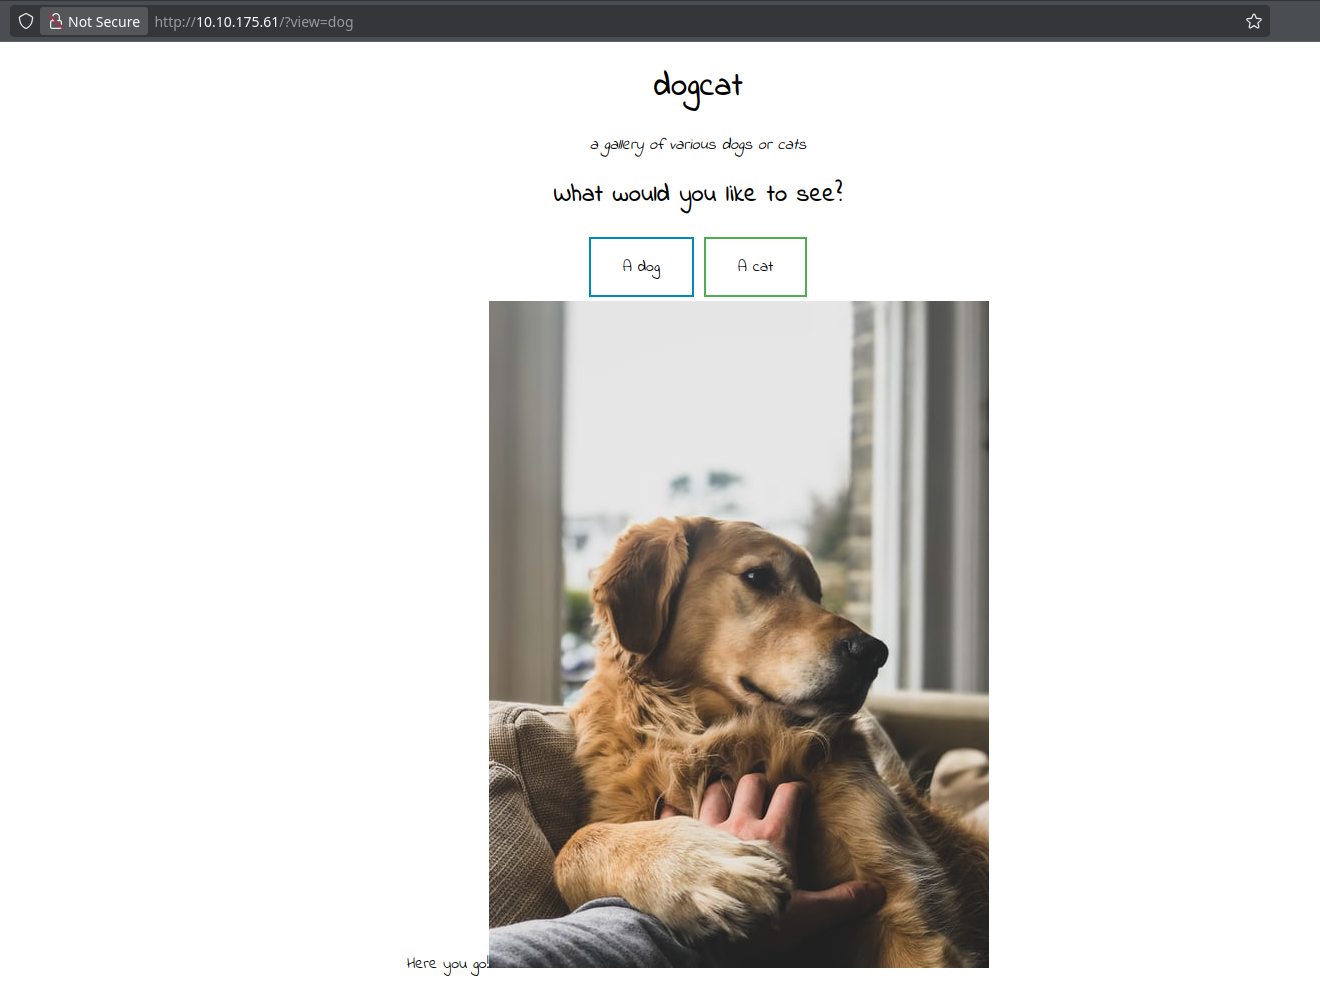 Not Secure http://10.10.175.61/?view=dog
dogcat
a gallery of various dogs or cats
What would you like to see?
A dog A cat
Here you go!